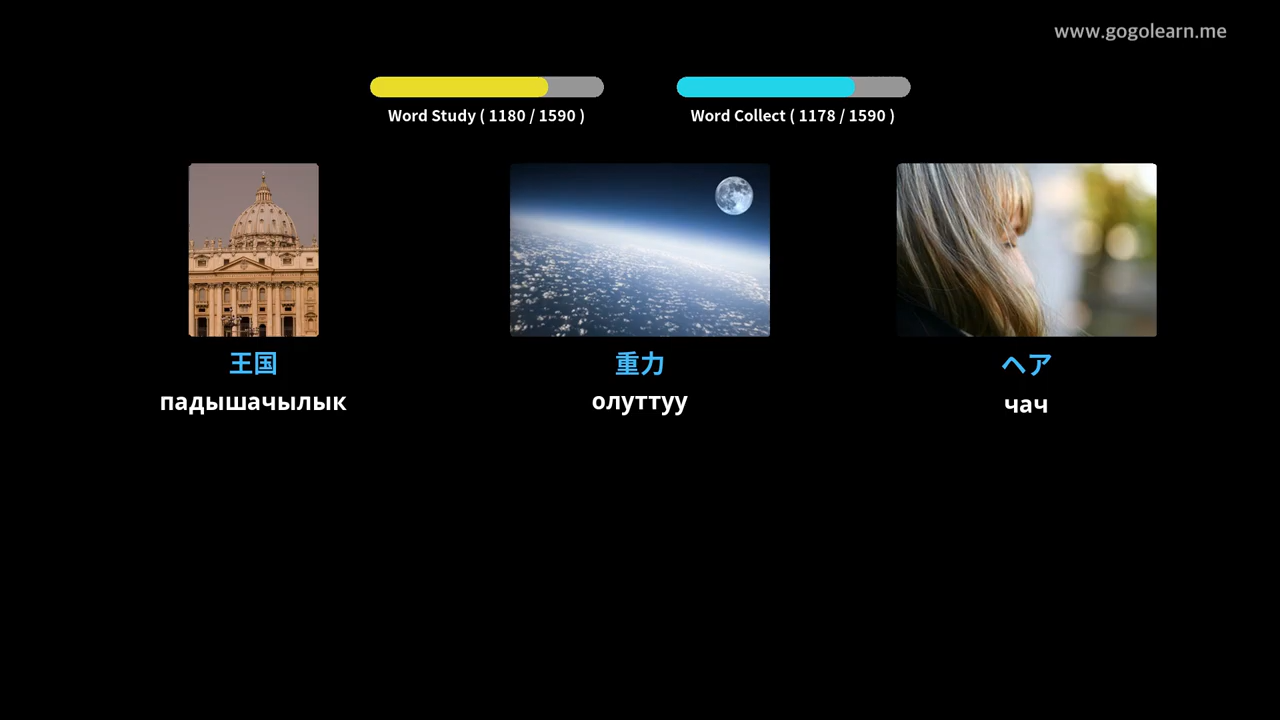 www.gogolearn.me
Word Study ( 1180 / 1590 )
Word Collect ( 1178 / 1590 )
王国
重力
ヘア
падышачылык
олуттуу
чач